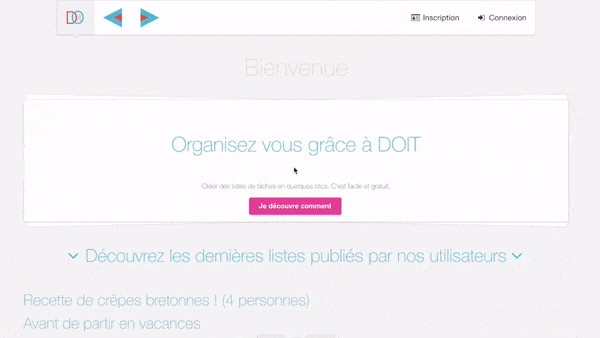 DO
Inscription
Connexion
Bienvenue
Organisez vous grâce à DOIT
Créer des listes de tâches en quelques clics. C'est facile et gratuit.
Je découvre comment
Découvrez les dernières listes publiés par nos utilisateurs
Recette de crêpes bretonnes ! (4 personnes)
Avant de partir en vacances